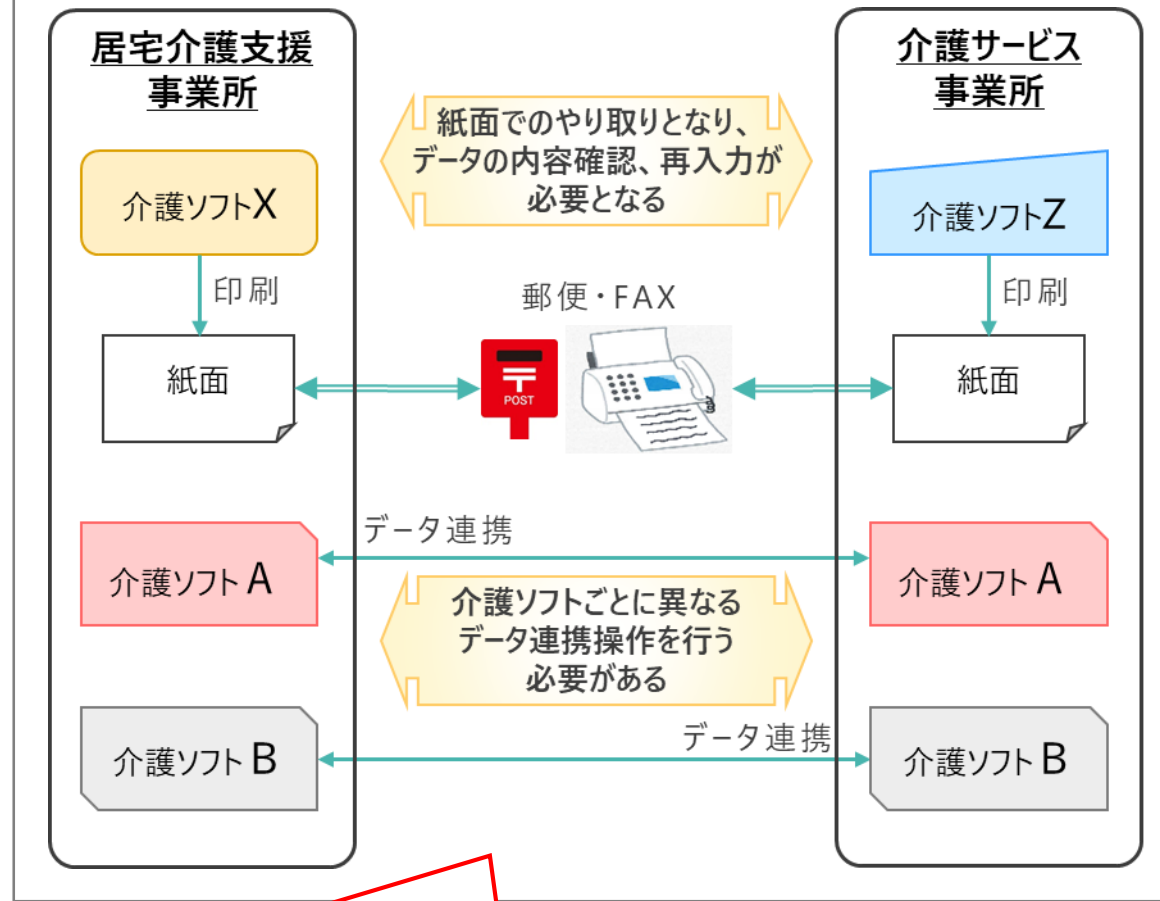 居宅介護支援
事業所
介護サービス
事業所
紙面でのやり取りとなり、
データの内容確認、再入力が
必要となる
介護ソフトX
介護ソフトZ
印刷
印刷
郵便・FAX
紙面
POST
紙面
データ連携
介護ソフト A
介護ソフト A
介護ソフトごとに異なる
データ連携操作を行う
必要がある
データ連携
介護ソフト B
介護ソフト B